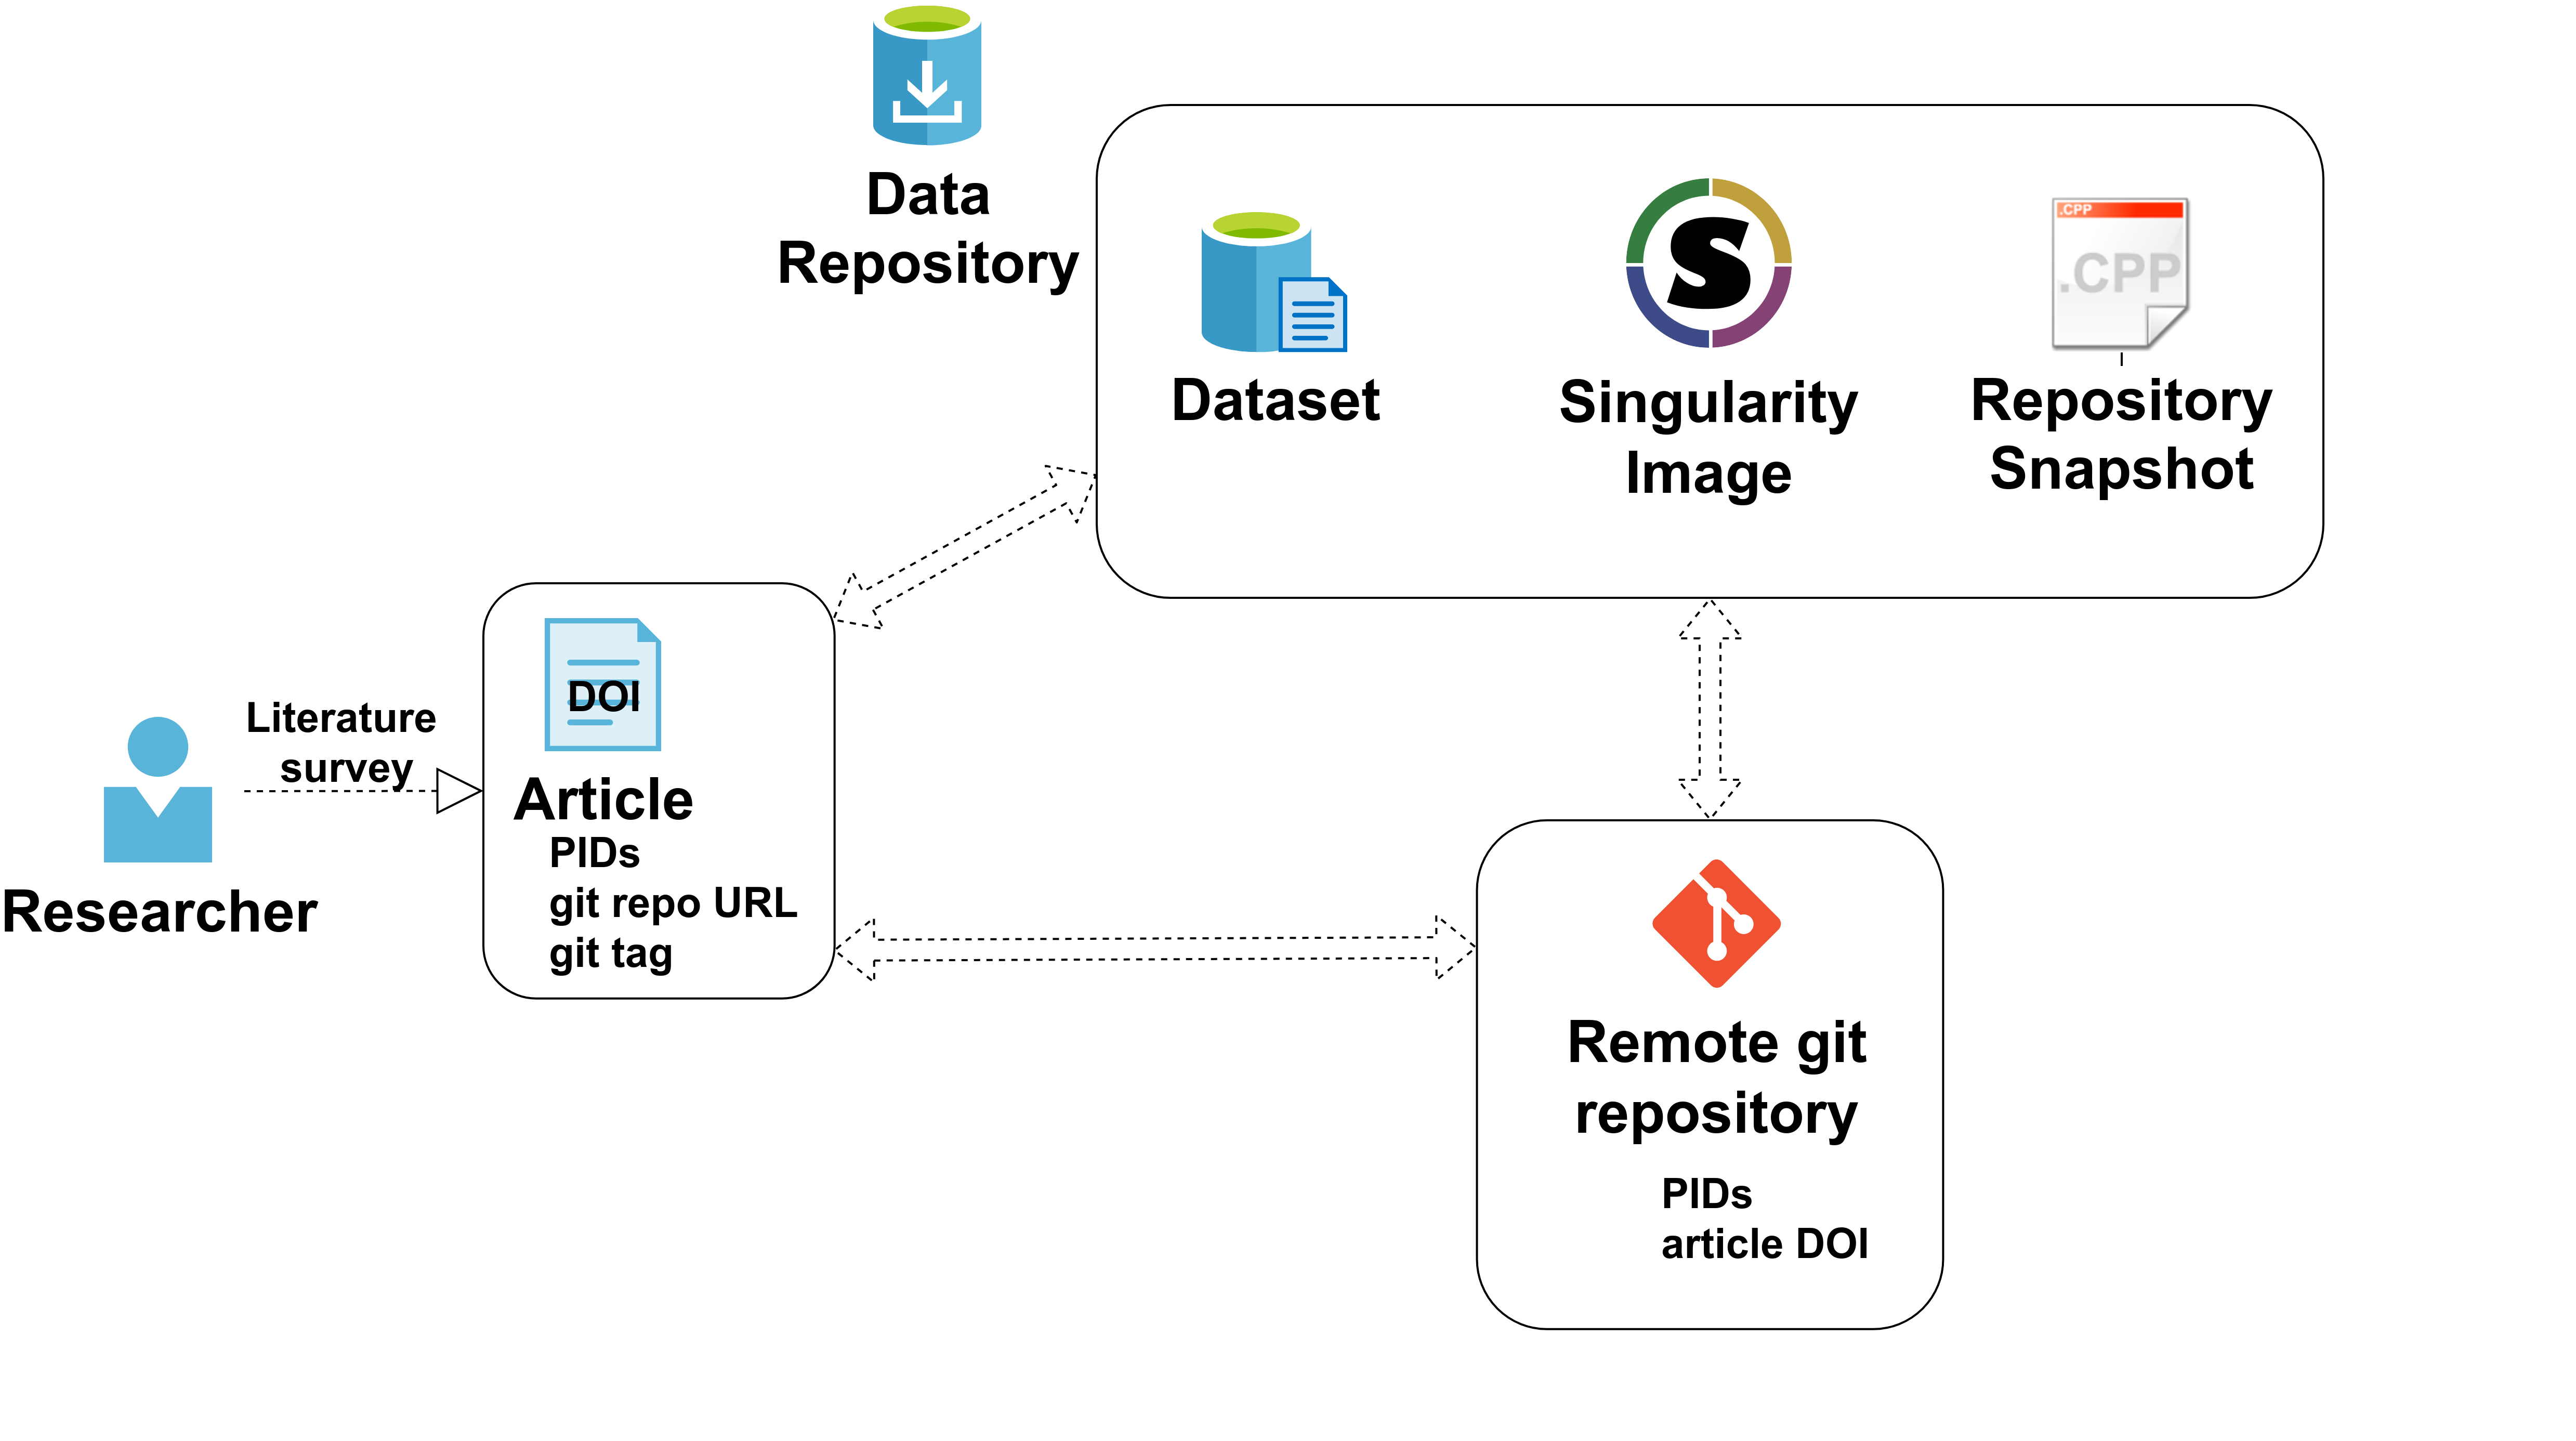 Data
Repository
.CPP
.CPP
Dataset
Singularity
Image
Repository
Snapshot
Literature
survey
Researcher
DOI
Article
PIDs
git repo URL
git tag
Remote git
repository
PIDs
article DOI